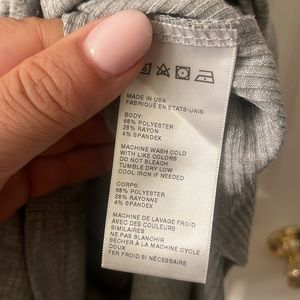 MADE IN USA
FABRIQUÉ EN ÉTATS-UNIS
BODY:
68% POLYESTER
28% RAYON
4% SPANDEX
MACHINE WASH COLD
WITH LIKE COLORS
DO NOT BLEACH
TUMBLE DRY LOW
COOL IRON IF NEEDED
CORPS:
68% POLYESTER
28% RAYONNE
4% SPANDEX
MACHINE DE LAVAGE FROID
AVEC DES COULEURS
SIMILAIRES
NE PAS BLANCHIR
SÉCHER À LA MACHINE CYCLE
DOUX
FER FROID SI NÉCESSAIRE